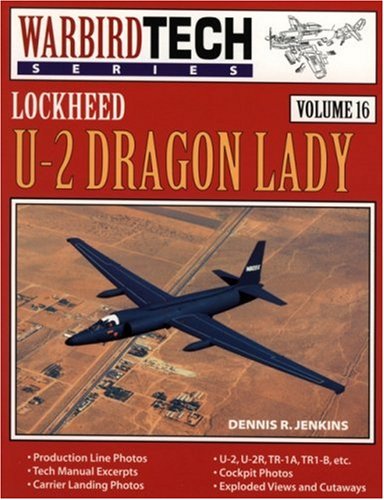 WARBIRDTECH
SERIES
LOCKHEED
VOLUME 16
U-2 DRAGON LADY
DENNIS R. JENKINS
• Production Line Photos
• Tech Manual Excerpts
• Carrier Landing Photos
• U-2, U-2R, TR-1A, TR1-B, etc.
• Cockpit Photos
• Exploded Views and Cutaways